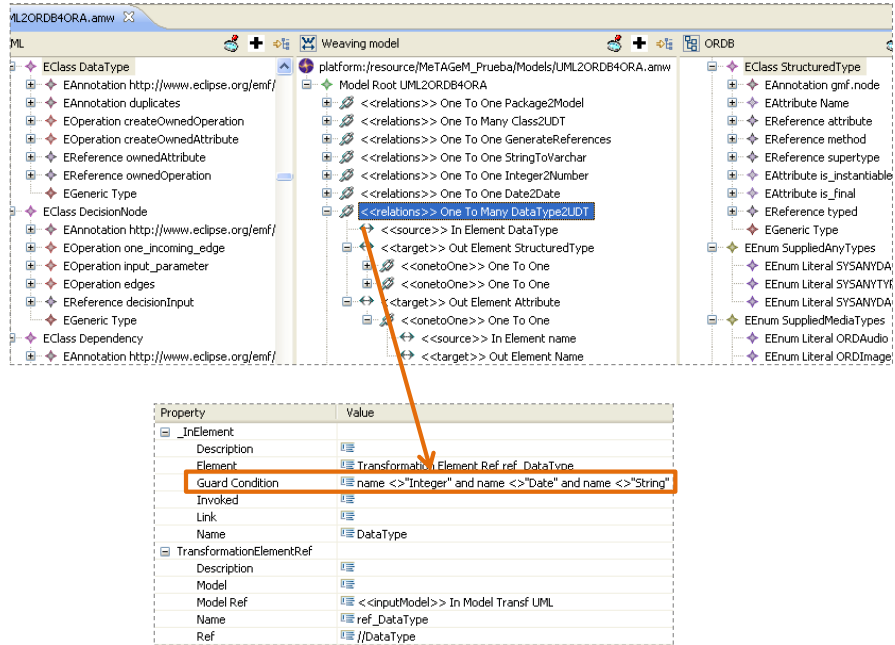 ML2ORDB4ORA.amw
ML
EClass DataType
EAnnotation http://www.eclipse.org/emf/
EAnnotation duplicates
EOperation createOwnedOperation
EOperation createOwnedAttribute
EReference ownedAttribute
EReference ownedOperation
EGeneric Type
EClass DecisionNode
EAnnotation http://www.eclipse.org/emf/
EOperation one_incoming_edge
EOperation input_parameter
EOperation edges
EReference decisionInput
EGeneric Type
EClass Dependency
EAnnotation http://www.eclipse.org/emf/
Weaving model
platform:/resource/MeTAGeM_Prueba/Models/UML2ORDB4ORA.amw
Model Root UML2ORDB4ORA
<<relations>> One To One Package2Model
<<relations>> One To Many Class2UDT
<<relations>> One To One GenerateReferences
<<relations>> One To One StringToVarchar
<<relations>> One To One Integer2Number
<<relations>> One To One Date2Date
<<relations>> One To Many DataType2UDT
<<source>> In Element DataType
<<target>> Out Element StructuredType
<<onetoOne>> One To One
<<onetoOne>> One To One
<<target>> Out Element Attribute
<<onetoOne>> One To One
<<source>> In Element name
<<target>> Out Element Name
ORDB
EClass StructuredType
EAnnotation gmf.node
EAttribute Name
EReference attribute
EReference method
EReference supertype
EAttribute is_instantiable
EAttribute is_final
EReference typed
EGeneric Type
EEnum SuppliedAnyTypes
EEnum Literal SYSANYDA
EEnum Literal SYSANYTYP
EEnum Literal SYSANYDA
EEnum SuppliedMediaTypes
EEnum Literal ORDAudio
EEnum Literal ORDImage
Property Value
_InElement
Description
Element Transformation Element Ref ref_DataType
Guard Condition name <>"Integer" and name <>"Date" and name <>"String"
Invoked
Link
Name DataType
TransformationElementRef
Description
Model
Model Ref <<inputModel>> In Model Transf UML
Name ref_DataType
Ref //DataType